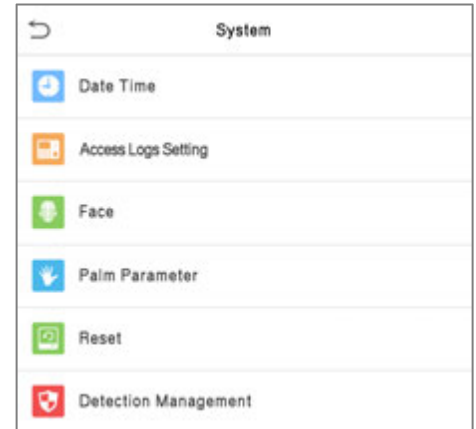 System
Date Time
Access Logs Setting
Face
Palm Parameter
Reset
Detection Management